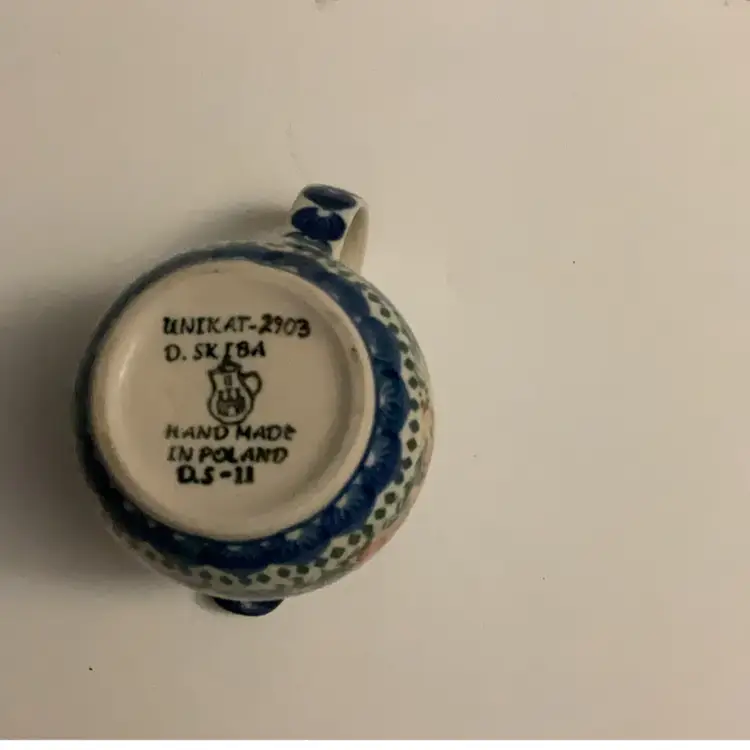 UNIKAT-2903
D. SKIBA
HAND MADE
IN POLAND
D.S-11